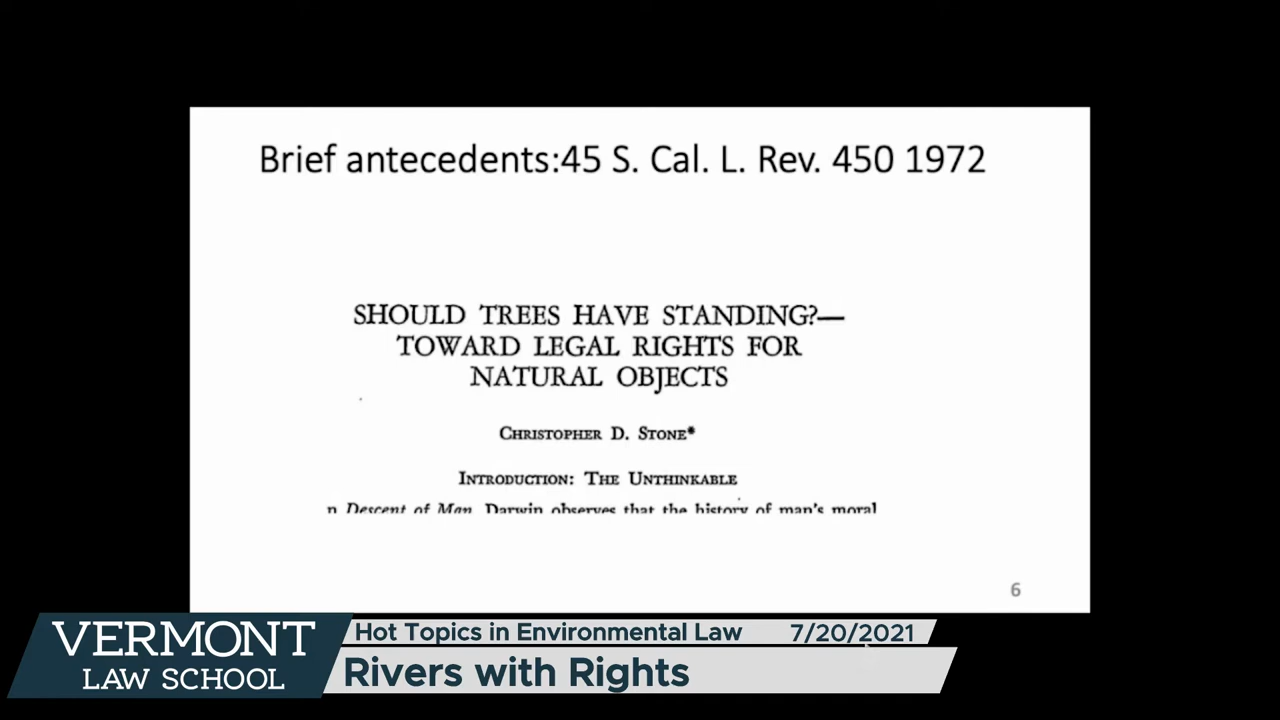 Brief antecedents:45 S. Cal. L. Rev. 450 1972
SHOULD TREES HAVE STANDING?—
TOWARD LEGAL RIGHTS FOR
NATURAL OBJECTS
CHRISTOPHER D. STONE*
INTRODUCTION: THE UNTHINKABLE
n Descent of Man, Darwin observes that the history of man's moral
6
VERMONT
LAW SCHOOL
Hot Topics in Environmental Law 7/20/2021
Rivers with Rights